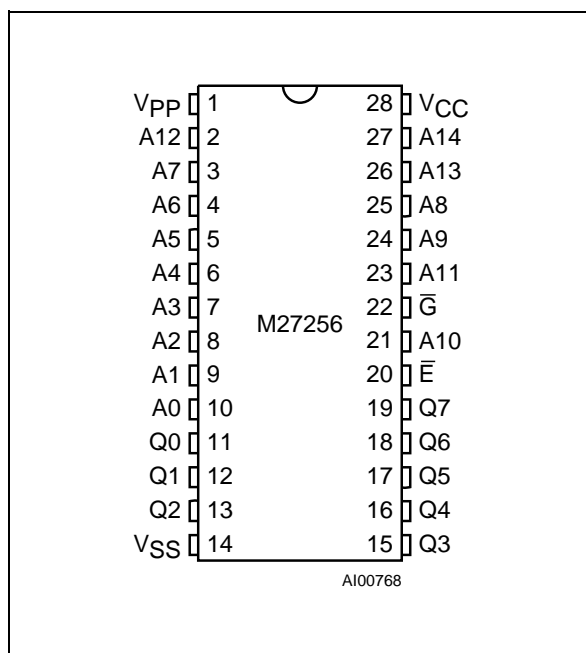 VPP 1 28 VCC
A12 2 27 A14
A7 3 26 A13
A6 4 25 A8
A5 5 24 A9
A4 6 23 A11
A3 7 22 G̅
M27256
A2 8 21 A10
A1 9 20 E̅
A0 10 19 Q7
Q0 11 18 Q6
Q1 12 17 Q5
Q2 13 16 Q4
VSS 14 15 Q3
AI00768